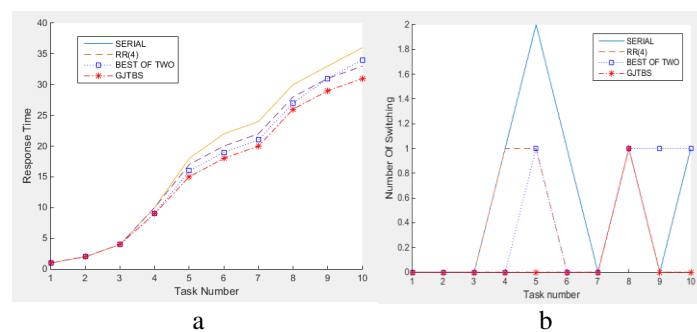 40
35
30
25
20
15
10
5
0
Response Time
SERIAL
RR(4)
BEST OF TWO
GJTBS
1 2 3 4 5 6 7 8 9 10
Task Number
a
2
1.8
1.6
1.4
1.2
1
0.8
0.6
0.4
0.2
0
Number Of Switching
SERIAL
RR(4)
BEST OF TWO
GJTBS
1 2 3 4 5 6 7 8 9 10
Task number
b